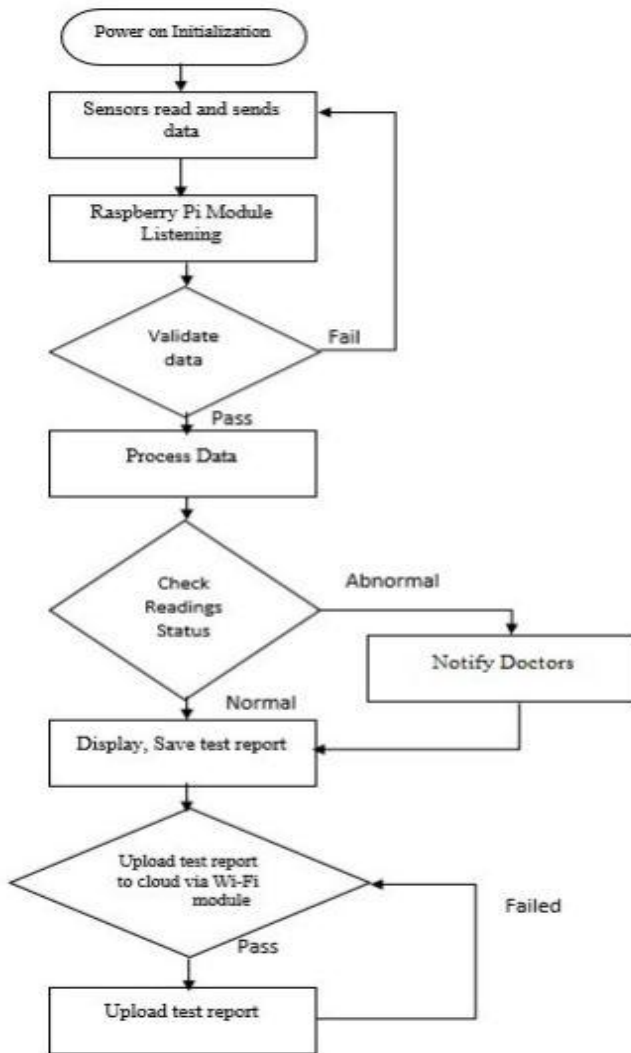 Power on Initialization
Sensors read and sends
data
Raspberry Pi Module
Listening
Validate
data
Fail
Pass
Process Data
Check
Readings
Status
Abnormal
Notify Doctors
Normal
Display, Save test report
Upload test report
to cloud via Wi-Fi
module
Failed
Pass
Upload test report